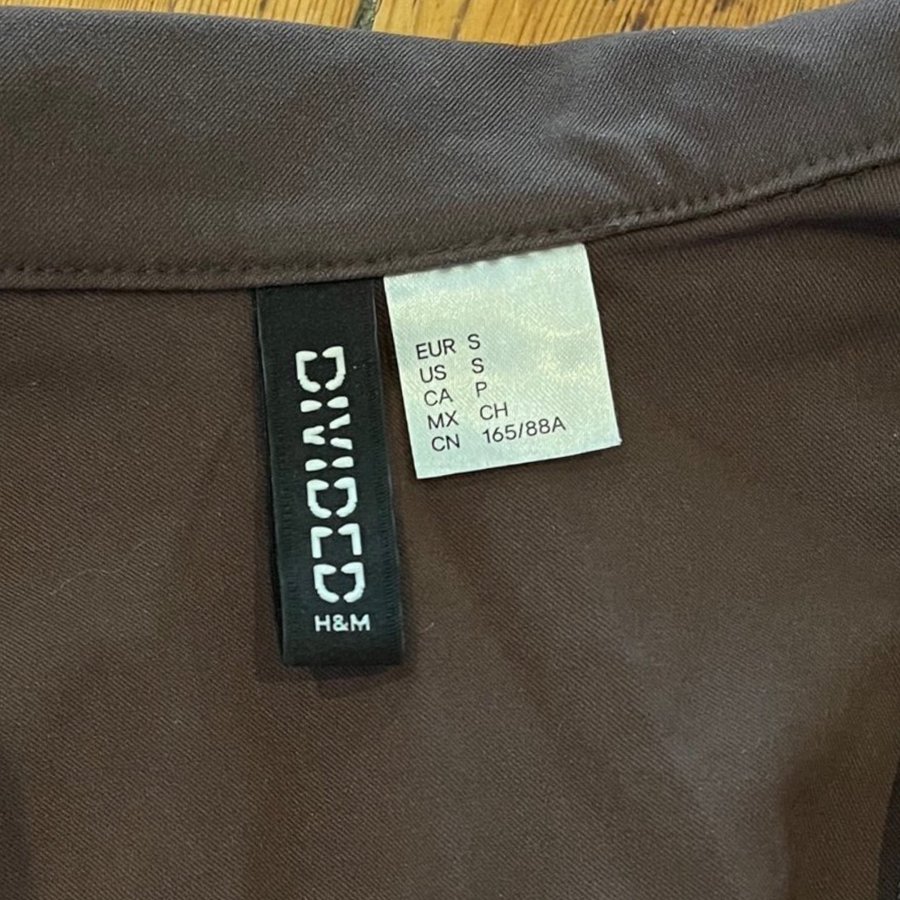 DIVIDED
H&M
EUR S
US S
CA P
MX CH
CN 165/88A